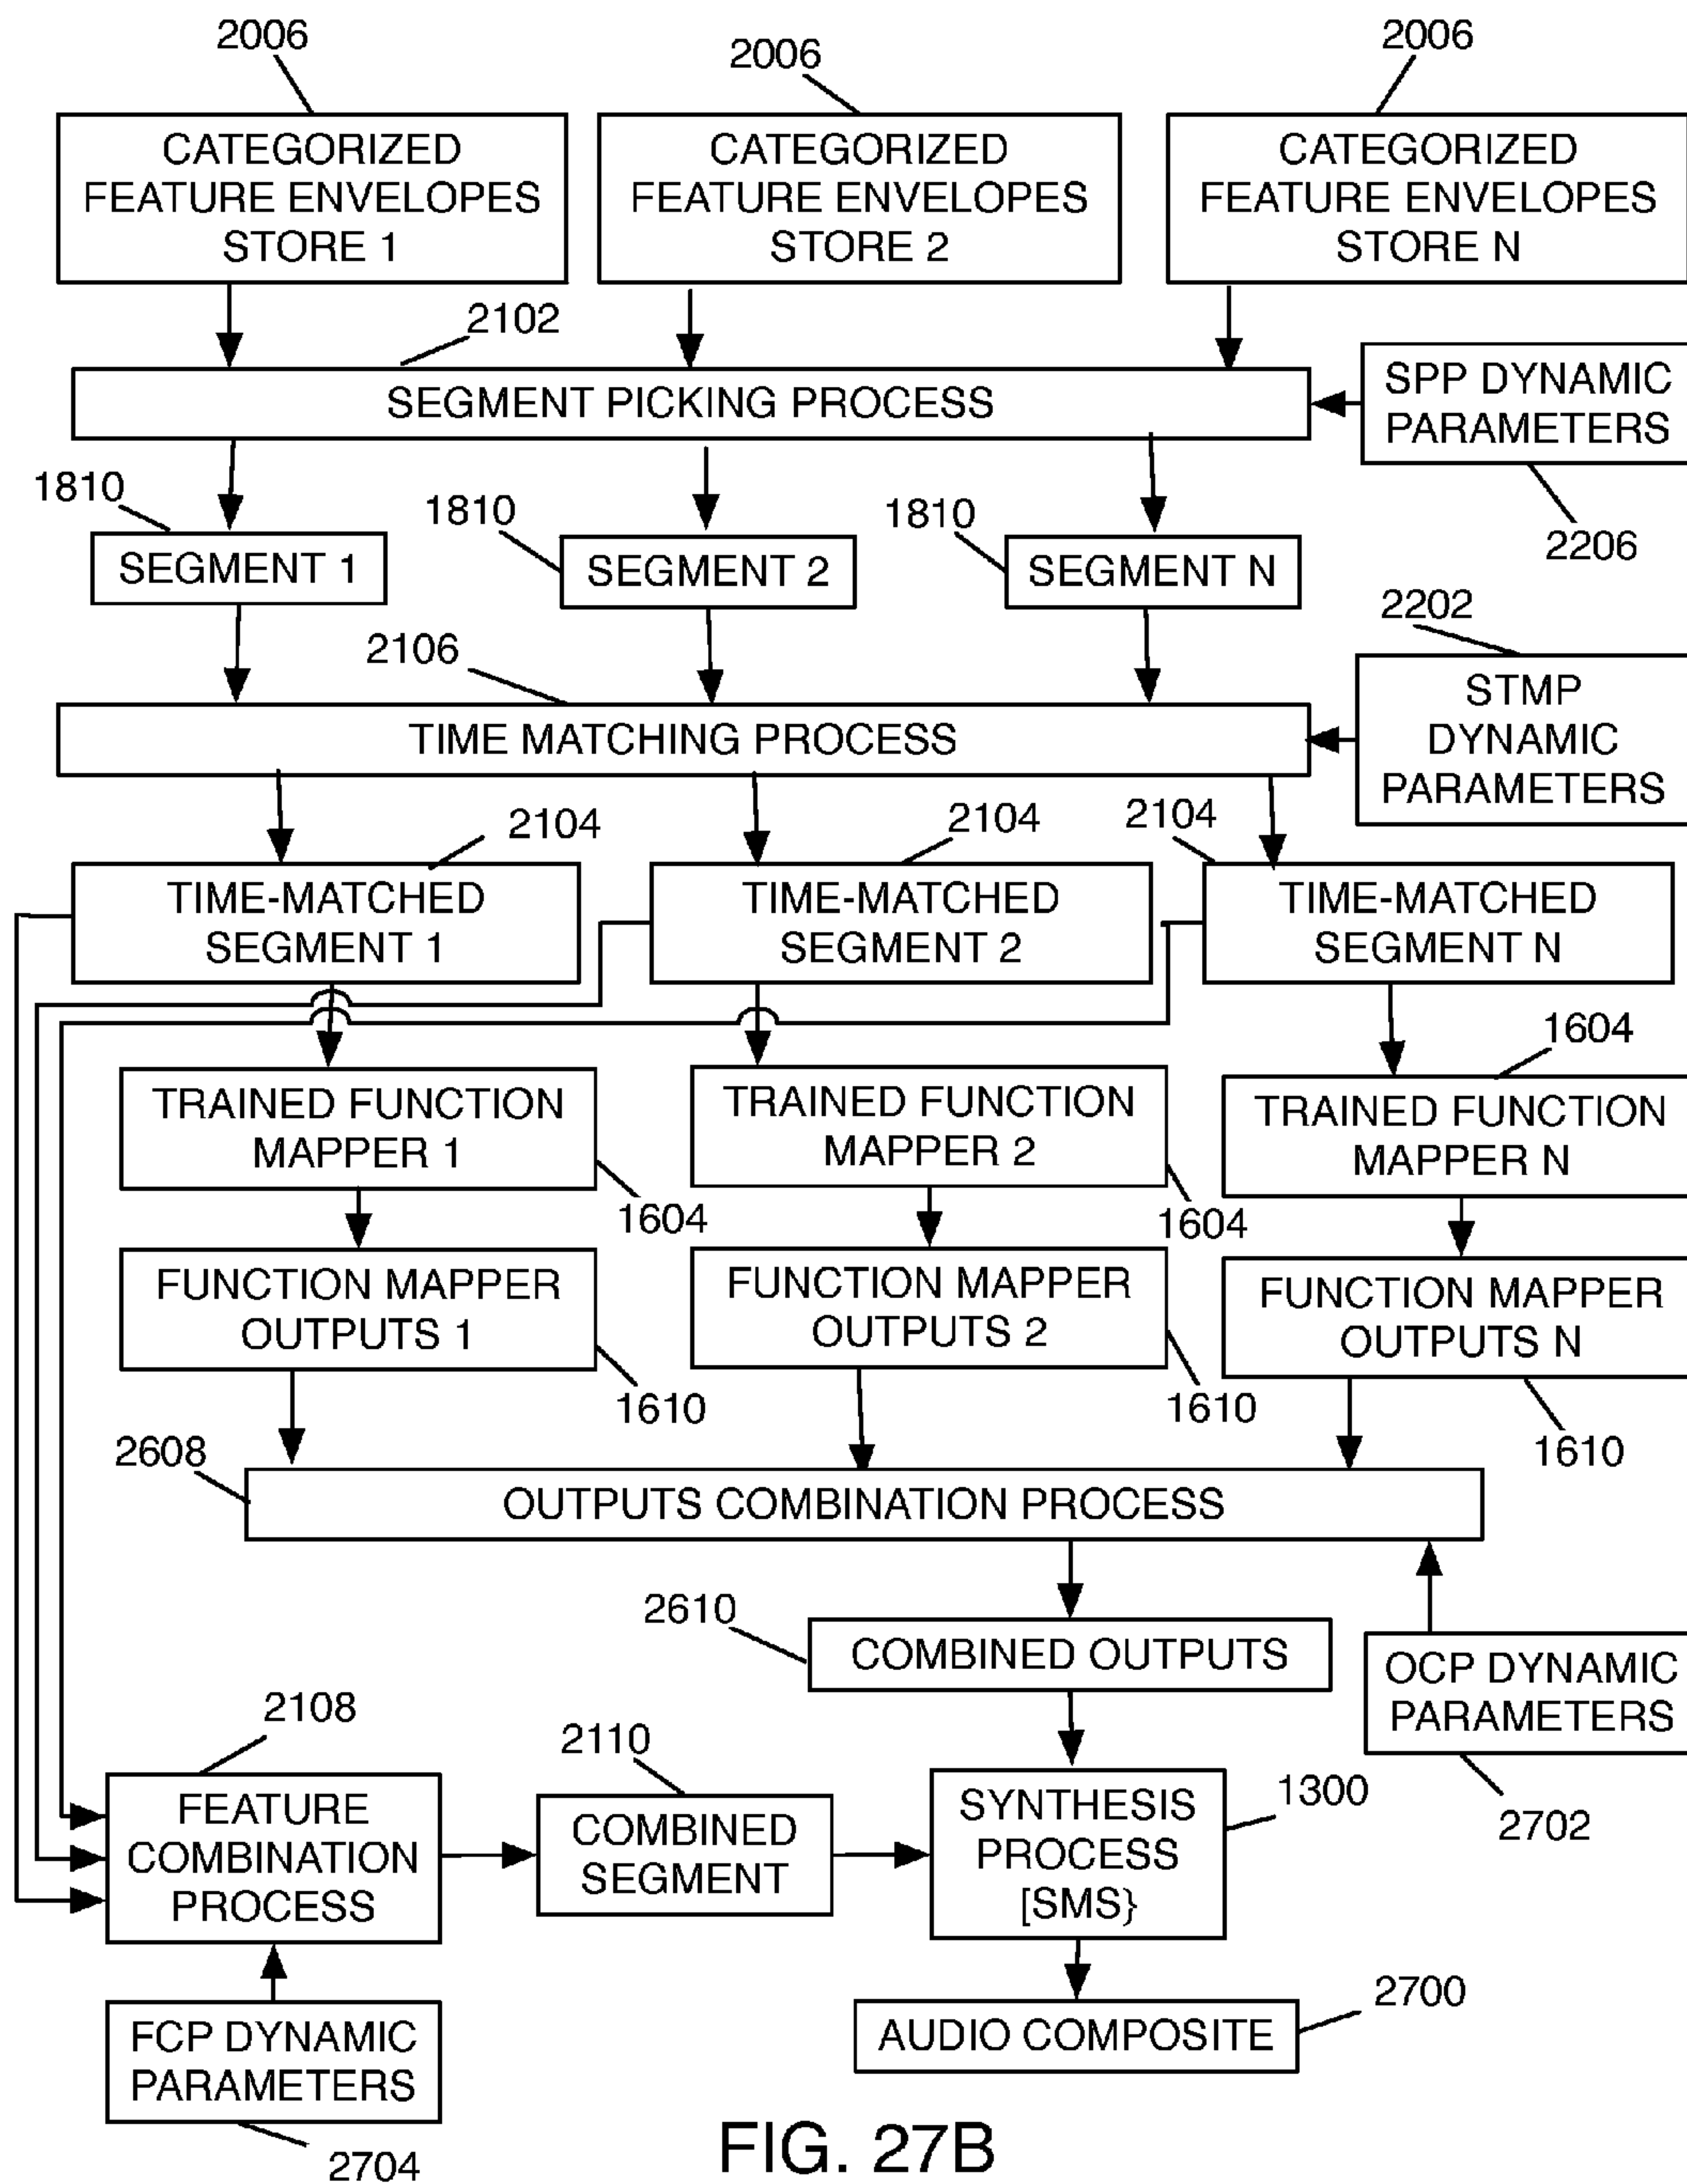 2006
2006
2006
CATEGORIZED
FEATURE ENVELOPES
STORE 1
CATEGORIZED
FEATURE ENVELOPES
STORE 2
CATEGORIZED
FEATURE ENVELOPES
STORE N
2102
SEGMENT PICKING PROCESS
SPP DYNAMIC
PARAMETERS
2206
1810
1810
1810
SEGMENT 1
SEGMENT 2
SEGMENT N
2202
2106
TIME MATCHING PROCESS
STMP
DYNAMIC
PARAMETERS
2104
2104
2104
TIME-MATCHED
SEGMENT 1
TIME-MATCHED
SEGMENT 2
TIME-MATCHED
SEGMENT N
1604
TRAINED FUNCTION
MAPPER 1
TRAINED FUNCTION
MAPPER 2
TRAINED FUNCTION
MAPPER N
1604
1604
FUNCTION MAPPER
OUTPUTS 1
FUNCTION MAPPER
OUTPUTS 2
FUNCTION MAPPER
OUTPUTS N
1610
1610
1610
2608
OUTPUTS COMBINATION PROCESS
2610
COMBINED OUTPUTS
OCP DYNAMIC
PARAMETERS
2702
2108
2110
FEATURE
COMBINATION
PROCESS
COMBINED
SEGMENT
SYNTHESIS
PROCESS
[SMS}
1300
FCP DYNAMIC
PARAMETERS
2704
AUDIO COMPOSITE
2700
FIG. 27B